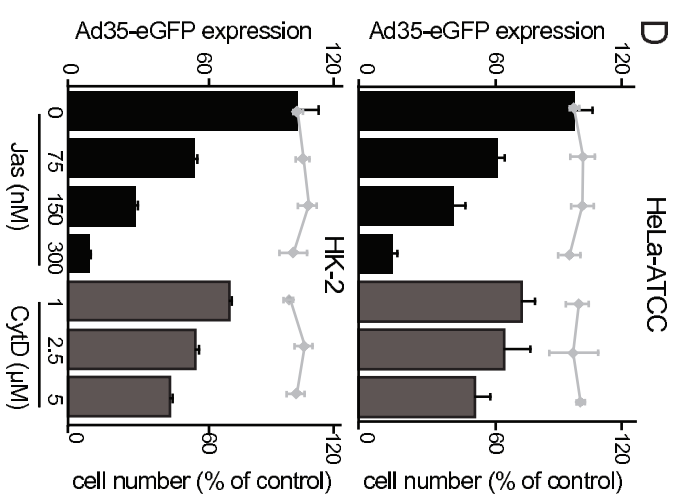 D
HeLa-ATCC
Ad35-eGFP expression
120
60
0
120
60
0
cell number (% of control)
HK-2
Ad35-eGFP expression
120
60
0
120
60
0
cell number (% of control)
0 75 150 300 1 2.5 5
Jas (nM) CytD (µM)